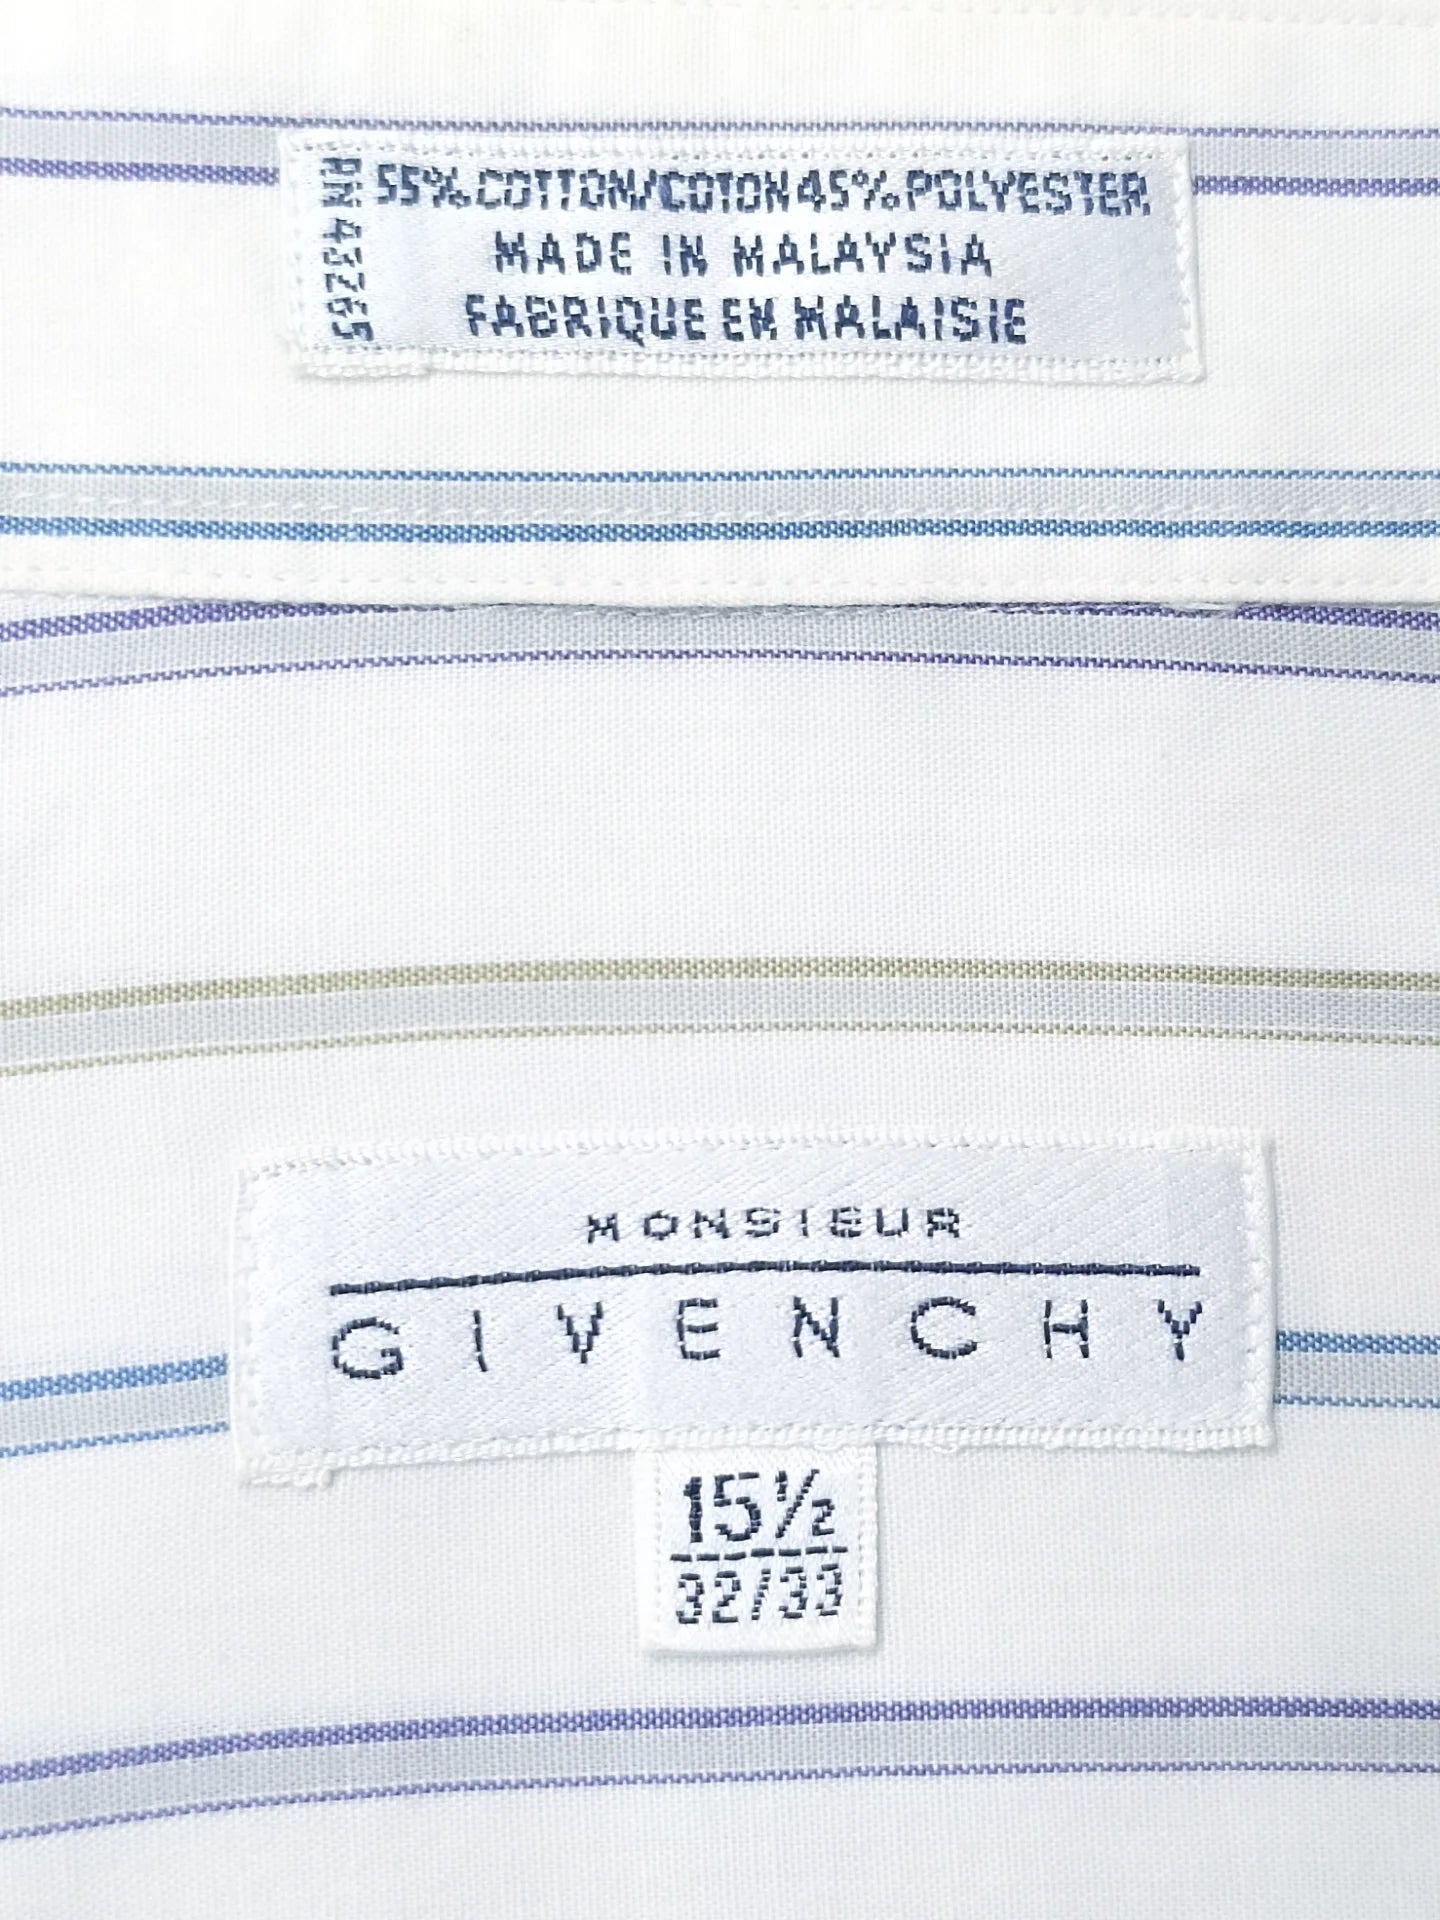 RN 43265
55% COTTON/COTON 45% POLYESTER
MADE IN MALAYSIA
FABRIQUE EN MALAISIE
MONSIEUR
GIVENCHY
15½
32/33